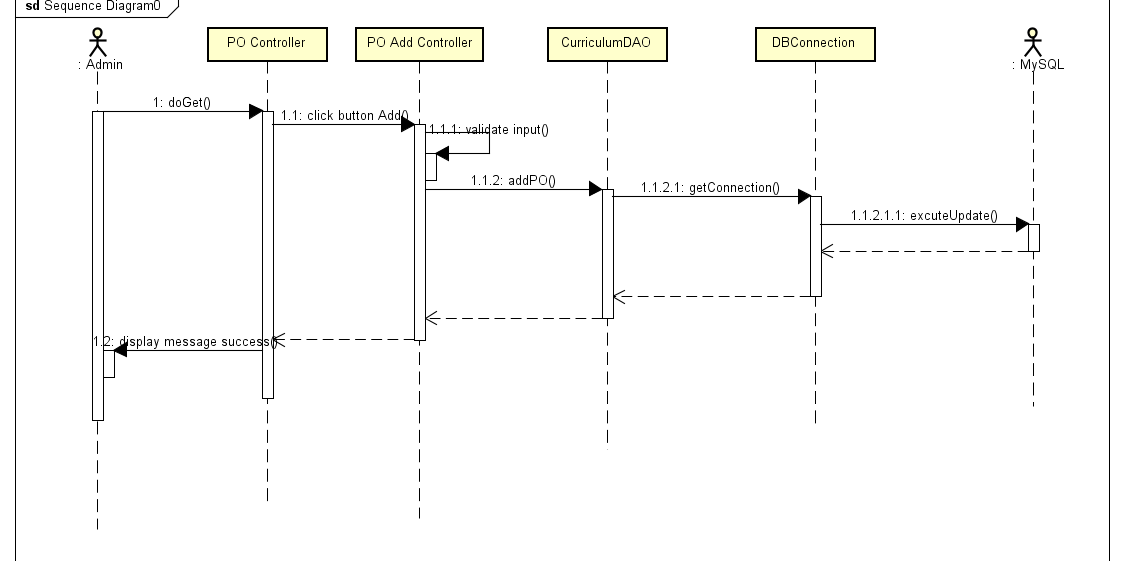 sd Sequence Diagram0
: Admin
PO Controller
PO Add Controller
CurriculumDAO
DBConnection
: MySQL
1: doGet()
1.1: click button Add()
1.1.1: validate input()
1.1.2: addPO()
1.1.2.1: getConnection()
1.1.2.1.1: excuteUpdate()
1.2: display message success()